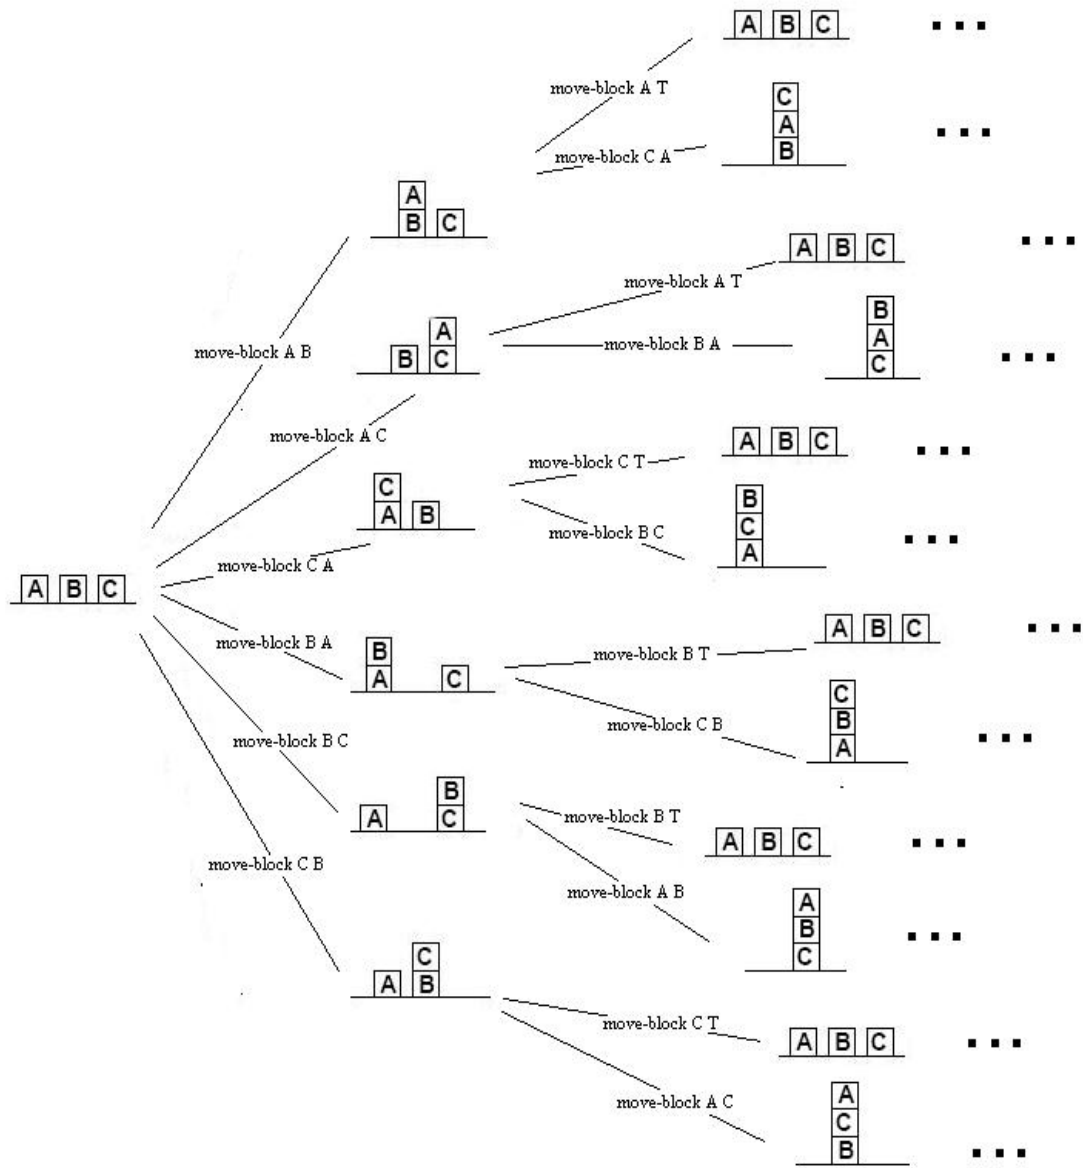 A B C
move-block A B
move-block A C
move-block C A
move-block B A
move-block B C
move-block C B
A
B C
move-block A T
move-block C A
A B C
C
A
B
A
B C
move-block A T
move-block B A
A B C
B
A
C
C
A B
move-block C T
move-block B C
A B C
B
C
A
B
A C
move-block B T
move-block C B
A B C
C
B
A
B
A C
move-block B T
move-block A B
A B C
A
B
C
C
A B
move-block C T
move-block A C
A B C
A
C
B